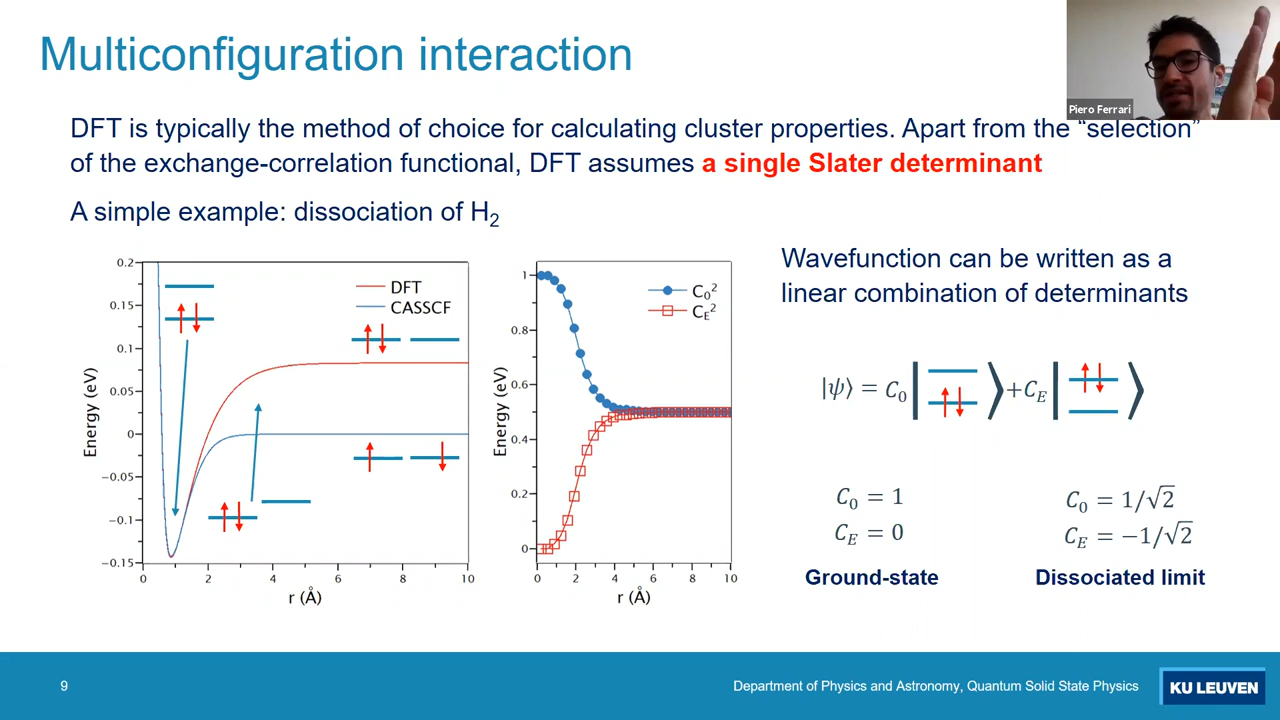 Multiconfiguration interaction
Piero Ferrari
DFT is typically the method of choice for calculating cluster properties. Apart from the “selection”
of the exchange-correlation functional, DFT assumes a single Slater determinant
A simple example: dissociation of H₂
0.2
0.15
0.1
0.05
0
−0.05
−0.1
−0.15
Energy (eV)
0 2 4 6 8 10
r (Å)
DFT
CASSCF
1
0.8
0.6
0.4
0.2
0
Energy (eV)
0 2 4 6 8 10
r (Å)
C₀²
C_E²
Wavefunction can be written as a
linear combination of determinants
|ψ⟩ = C₀| ⟩+C_E| ⟩
C₀ = 1
C_E = 0
Ground-state
C₀ = 1/√2
C_E = −1/√2
Dissociated limit
9
Department of Physics and Astronomy, Quantum Solid State Physics
KU LEUVEN